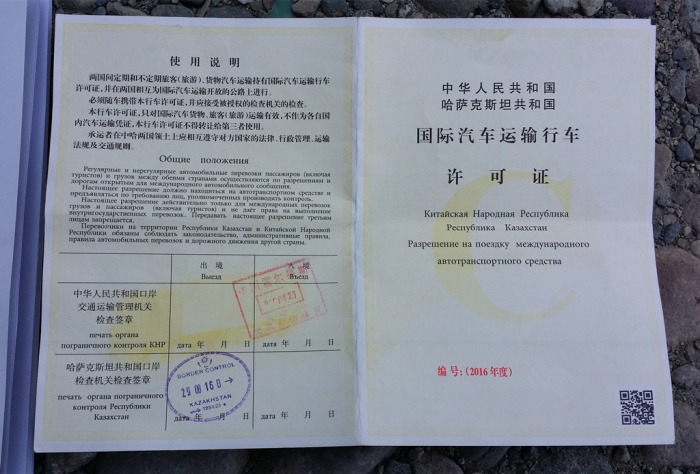 使用说明
两国间定期和不定期旅客(旅游)、货物汽车运输持有国际汽车运输行车
许可证，并在两国相互为国际汽车运输开放的公路上进行。
必须随车携带本行车许可证，并应接受被授权的检查机关的检查。
本行车许可证，只对国际汽车货物、旅客(旅游)运输有效，不作为各自国
内汽车运输凭证，本行车许可证不得转让给第三者使用。
承运者在中哈两国领土上应相互遵守对方国家的法律、行政管理、运输
法规及交通规则。
Общие положения
Регулярные и нерегулярные автомобильные перевозки пассажиров (включая
туристов) и грузов между обеими странами осуществляются по разрешениям и
дорогам открытым для международного автомобильного сообщения.
Настоящее разрешение должно находиться на автотранспортном средстве и
предъявляться по требованию лиц, уполномоченных проводить контроль.
Настоящее разрешение действительно только для международных перевозок
грузов и пассажиров (включая туристов) и не даёт права на выполнение
внутригосударственных перевозок. Передавать настоящее разрешение третьим
лицам запрещается.
Перевозчики на территории Республики Казахстан и Китайской Народной
Республики обязаны соблюдать законодательство, административные правила,
правила автомобильных перевозок и дорожного движения другой страны.
出境
Выезд
入境
Въезд
中华人民共和国口岸
交通运输管理机关
检查签章
печать органа
пограничного контроля КНР
дата 年 月 日
дата 年 月 日
哈萨克斯坦共和国口岸
检查机关检查签章
печать органа пограничного
контроля Республики
Казахстан
дата 年 月 日
дата 年 月 日
BORDER CONTROL
29 08 16
KAZAKHSTAN
中华人民共和国
哈萨克斯坦共和国
国际汽车运输行车
许可证
Китайская Народная Республика
Республика Казахстан
Разрешение на поездку международного
автотранспортного средства
编号：(2016年度)